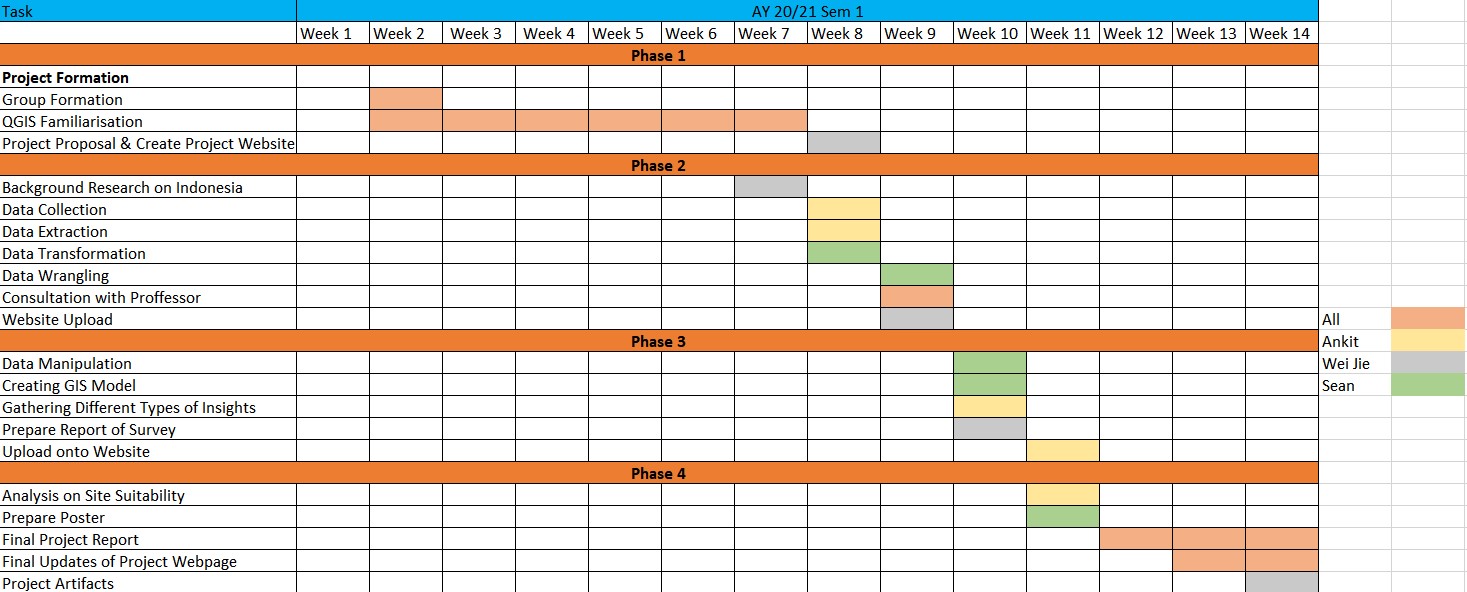 Task AY 20/21 Sem 1
Week 1 Week 2 Week 3 Week 4 Week 5 Week 6 Week 7 Week 8 Week 9 Week 10 Week 11 Week 12 Week 13 Week 14
Phase 1
Project Formation
Group Formation
QGIS Familiarisation
Project Proposal & Create Project Website
Phase 2
Background Research on Indonesia
Data Collection
Data Extraction
Data Transformation
Data Wrangling
Consultation with Proffessor
Website Upload
Phase 3
Data Manipulation
Creating GIS Model
Gathering Different Types of Insights
Prepare Report of Survey
Upload onto Website
Phase 4
Analysis on Site Suitability
Prepare Poster
Final Project Report
Final Updates of Project Webpage
Project Artifacts
All
Ankit
Wei Jie
Sean